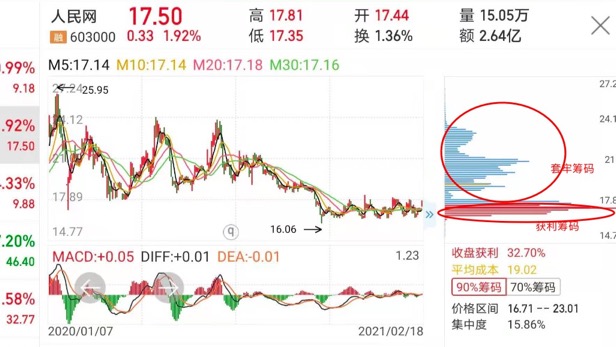 人民网 17.50 高 17.81 开 17.44 量 15.05万
融 603000 0.33 1.92% 低 17.35 换 1.36% 额 2.64亿
M5:17.14 M10:17.14 M20:17.18 M30:17.16
0.99%
9.18
.92%
17.50
4.33%
9.88
7.20%
46.40
.58%
32.77
25.95
17.89
14.77
16.06
q
»
27.2
24.1
21.
17.8
14.7
套牢筹码
获利筹码
MACD:+0.05 DIFF:+0.01 DEA:-0.01 1.23
2020/01/07 2021/02/18
收盘获利 32.70%
平均成本 19.02
90%筹码 70%筹码
价格区间 16.71 -- 23.01
集中度 15.86%